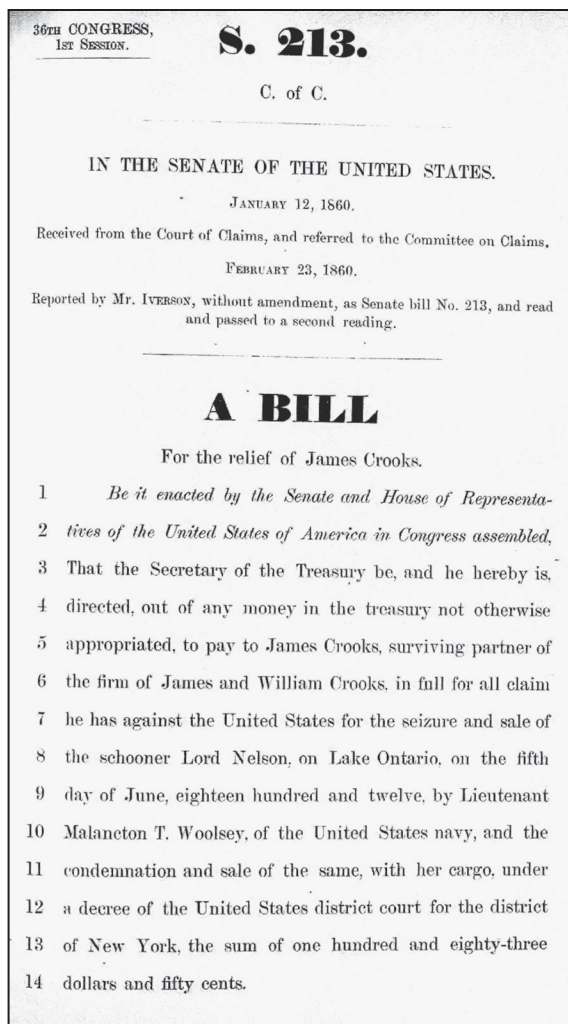 36TH CONGRESS,
1ST SESSION.
S. 213.
C. of C.
IN THE SENATE OF THE UNITED STATES.
JANUARY 12, 1860.
Received from the Court of Claims, and referred to the Committee on Claims.
FEBRUARY 23, 1860.
Reported by Mr. IVERSON, without amendment, as Senate bill No. 213, and read
and passed to a second reading.
A BILL
For the relief of James Crooks.
1 Be it enacted by the Senate and House of Representa-
2 tives of the United States of America in Congress assembled,
3 That the Secretary of the Treasury be, and he hereby is,
4 directed, out of any money in the treasury not otherwise
5 appropriated, to pay to James Crooks, surviving partner of
6 the firm of James and William Crooks, in full for all claim
7 he has against the United States for the seizure and sale of
8 the schooner Lord Nelson, on Lake Ontario, on the fifth
9 day of June, eighteen hundred and twelve, by Lieutenant
10 Malancton T. Woolsey, of the United States navy, and the
11 condemnation and sale of the same, with her cargo, under
12 a decree of the United States district court for the district
13 of New York, the sum of one hundred and eighty-three
14 dollars and fifty cents.